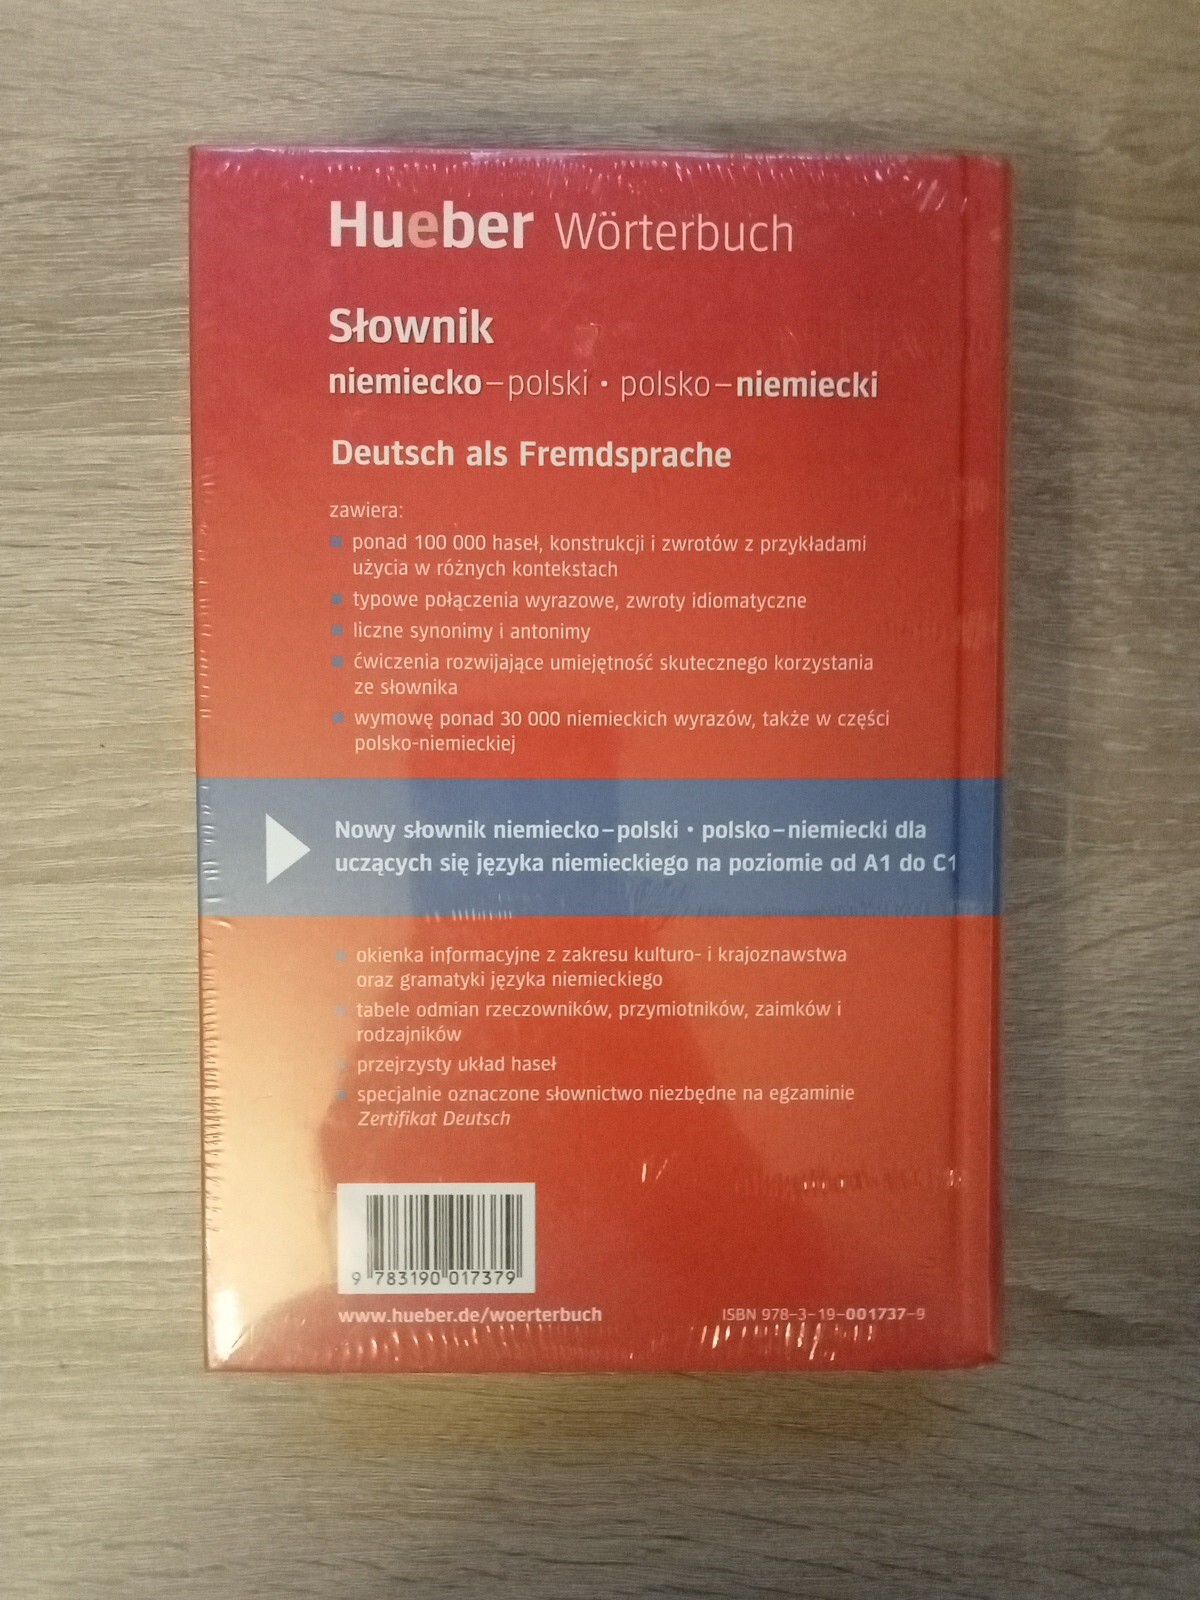 Hueber Wörterbuch
Słownik
niemiecko–polski • polsko–niemiecki
Deutsch als Fremdsprache
zawiera:
ponad 100 000 haseł, konstrukcji i zwrotów z przykładami
użycia w różnych kontekstach
typowe połączenia wyrazowe, zwroty idiomatyczne
liczne synonimy i antonimy
ćwiczenia rozwijające umiejętność skutecznego korzystania
ze słownika
wymowę ponad 30 000 niemieckich wyrazów, także w części
polsko-niemieckiej
Nowy słownik niemiecko–polski • polsko–niemiecki dla
uczących się języka niemieckiego na poziomie od A1 do C1
okienka informacyjne z zakresu kulturo- i krajoznawstwa
oraz gramatyki języka niemieckiego
tabele odmian rzeczowników, przymiotników, zaimków i
rodzajników
przejrzysty układ haseł
specjalnie oznaczone słownictwo niezbędne na egzaminie
Zertifikat Deutsch
9 783190 017379
www.hueber.de/woerterbuch
ISBN 978-3-19-001737-9